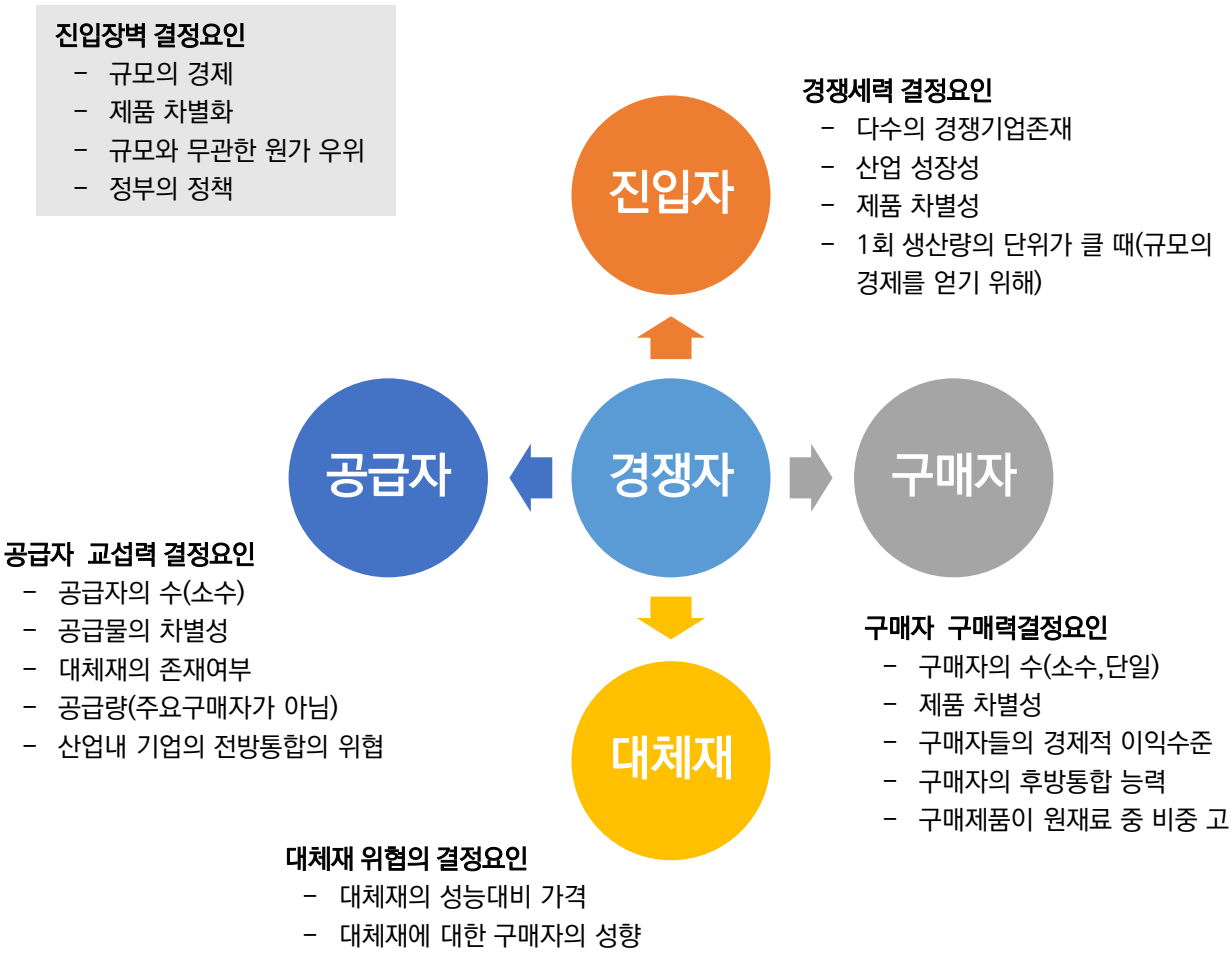 진입장벽 결정요인
- 규모의 경제
- 제품 차별화
- 규모와 무관한 원가 우위
- 정부의 정책
경쟁세력 결정요인
- 다수의 경쟁기업존재
- 산업 성장성
- 제품 차별성
- 1회 생산량의 단위가 클 때(규모의
경제를 얻기 위해)
진입자
공급자
경쟁자
구매자
대체재
공급자 교섭력 결정요인
- 공급자의 수(소수)
- 공급물의 차별성
- 대체재의 존재여부
- 공급량(주요구매자가 아님)
- 산업내 기업의 전방통합의 위협
구매자 구매력결정요인
- 구매자의 수(소수,단일)
- 제품 차별성
- 구매자들의 경제적 이익수준
- 구매자의 후방통합 능력
- 구매제품이 원재료 중 비중 고
대체재 위협의 결정요인
- 대체재의 성능대비 가격
- 대체재에 대한 구매자의 성향